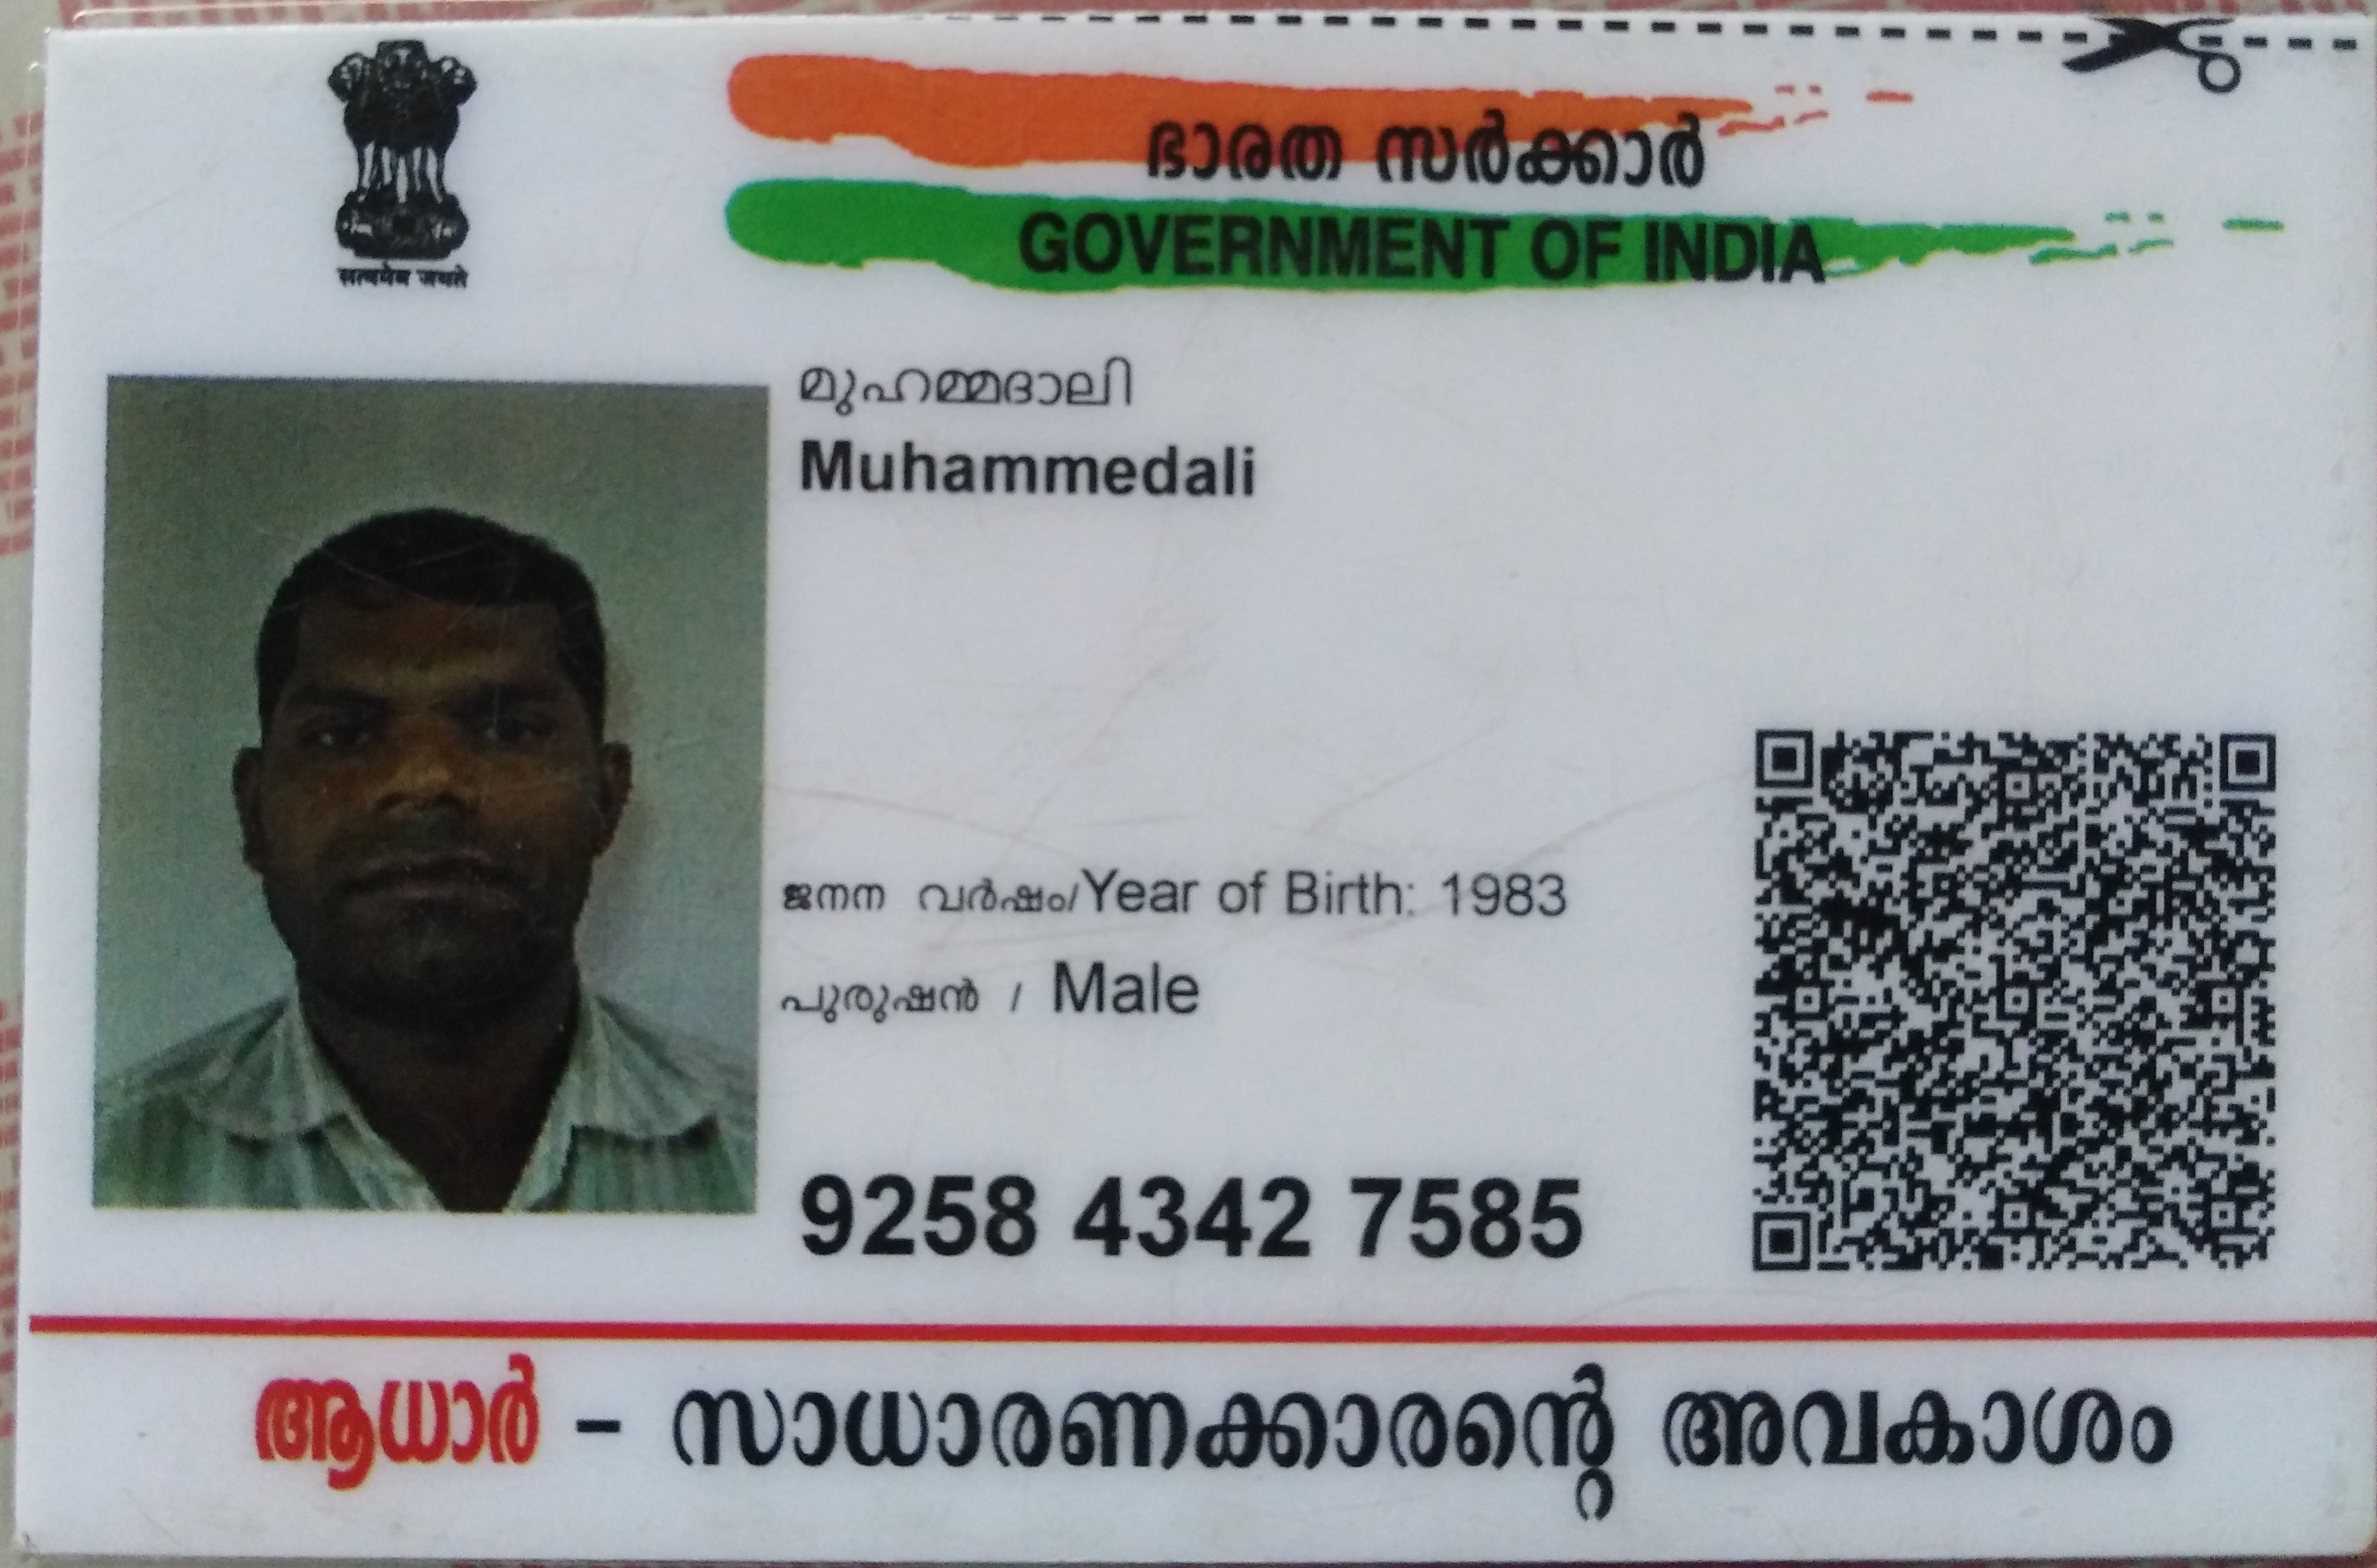 सत्यमेव जयते
ഭാരത സർക്കാർ
GOVERNMENT OF INDIA
മുഹമ്മദാലി
Muhammedali
ജനന വർഷം/Year of Birth: 1983
പുരുഷൻ / Male
9258 4342 7585
ആധാർ – സാധാരണക്കാരന്റെ അവകാശം